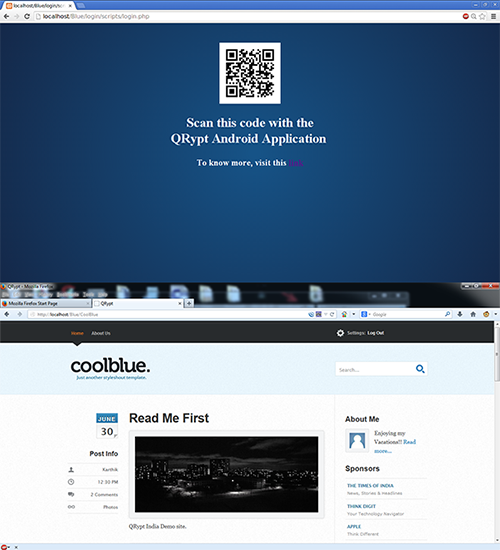 localhost/Blue/login/scr
localhost/Blue/login/scripts/login.php
Scan this code with the
QRypt Android Application
To know more, visit this link
QRypt - Mozilla Firefox
Mozilla Firefox Start Page
QRypt
http://localhost/Blue/CoolBlue
Google
Home
About Us
Settings: Log Out
coolblue.
Just another styleshout template.
Search...
JUNE
30
Read Me First
About Me
Enjoying my
Vacations!! Read
more...
Post Info
Karthik
12:30 PM
2 Comments
Phorus
Sponsors
THE TIMES OF INDIA
News, Stories & Headlines
THINK DIGIT
Your Technology Navigator
APPLE
Think Different
QRypt India Demo site.